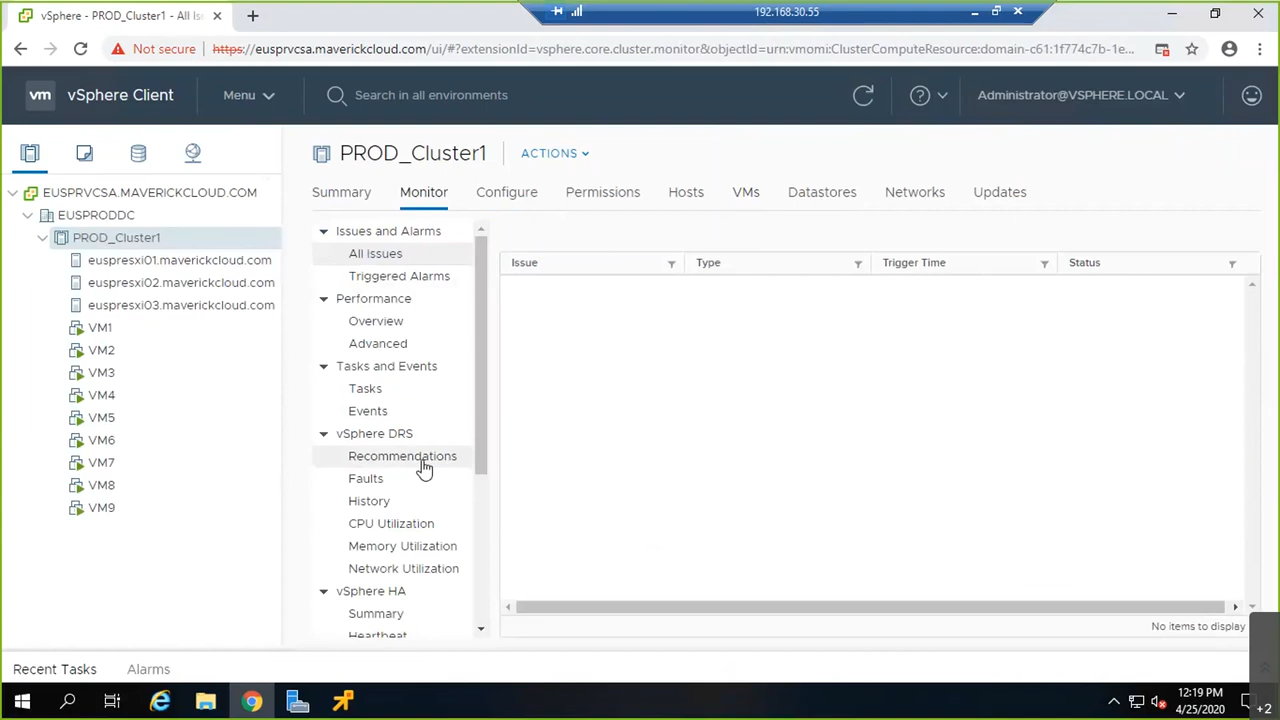 vSphere - PROD_Cluster1 - All Is
192.168.30.55
Not secure
https://eusprvcsa.maverickcloud.com/ui/#?extensionId=vsphere.core.cluster.monitor&objectId=urn:vmomi:ClusterComputeResource:domain-c61:1f774c7b-1e...
vm vSphere Client Menu Search in all environments Administrator@VSPHERE.LOCAL
PROD_Cluster1 ACTIONS
Summary Monitor Configure Permissions Hosts VMs Datastores Networks Updates
EUSPRVCSA.MAVERICKCLOUD.COM
EUSPRODDC
PROD_Cluster1
euspresxi01.maverickcloud.com
euspresxi02.maverickcloud.com
euspresxi03.maverickcloud.com
VM1
VM2
VM3
VM4
VM5
VM6
VM7
VM8
VM9
Issues and Alarms
All Issues
Triggered Alarms
Performance
Overview
Advanced
Tasks and Events
Tasks
Events
vSphere DRS
Recommendations
Faults
History
CPU Utilization
Memory Utilization
Network Utilization
vSphere HA
Summary
Heartbeat
Issue Type Trigger Time Status
No items to display
Recent Tasks Alarms
12:19 PM
4/25/2020
+2